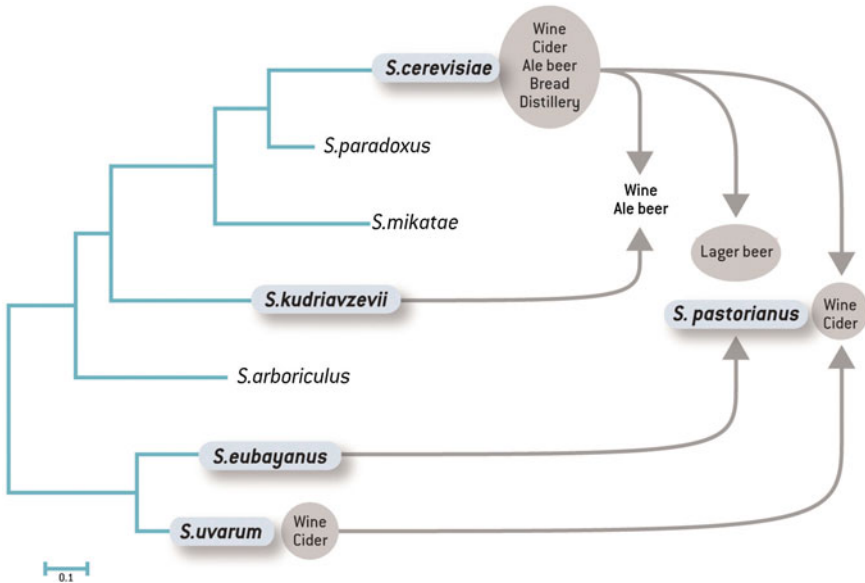 S.cerevisiae
Wine
Cider
Ale beer
Bread
Distillery
S.paradoxus
S.mikatae
Wine
Ale beer
Lager beer
S.kudriavzevii
S. pastorianus
Wine
Cider
S.arboriculus
S.eubayanus
S.uvarum
Wine
Cider
0.1